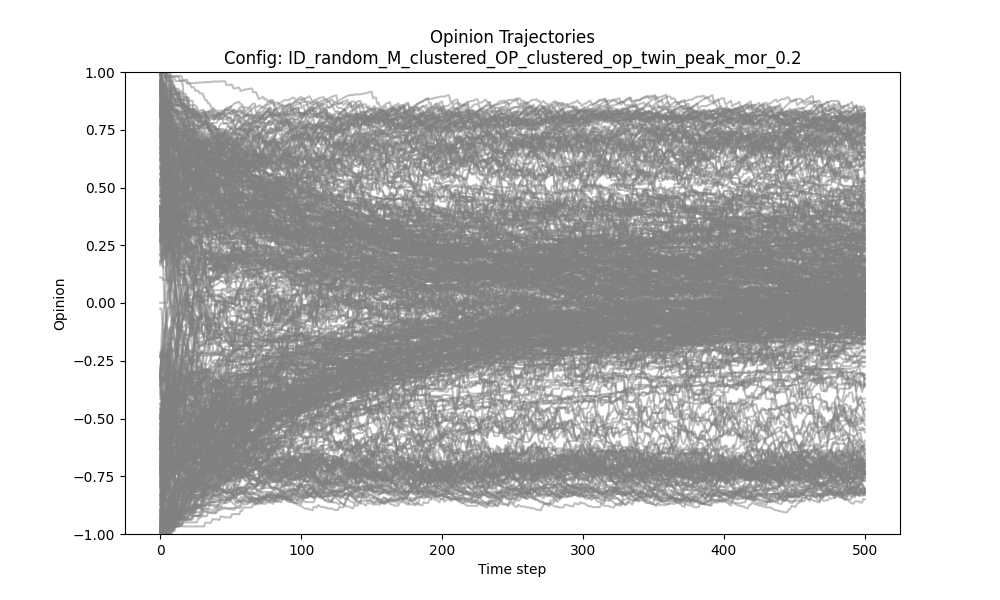 Opinion Trajectories
Config: ID_random_M_clustered_OP_clustered_op_twin_peak_mor_0.2
1.00
0.75
0.50
0.25
0.00
−0.25
−0.50
−0.75
−1.00
Opinion
0 100 200 300 400 500
Time step